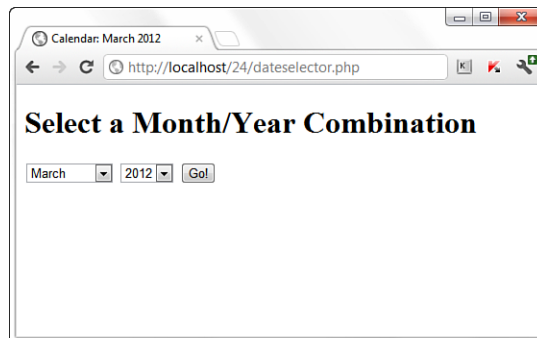 Calendar: March 2012
http://localhost/24/dateselector.php
Select a Month/Year Combination
March 2012 Go!